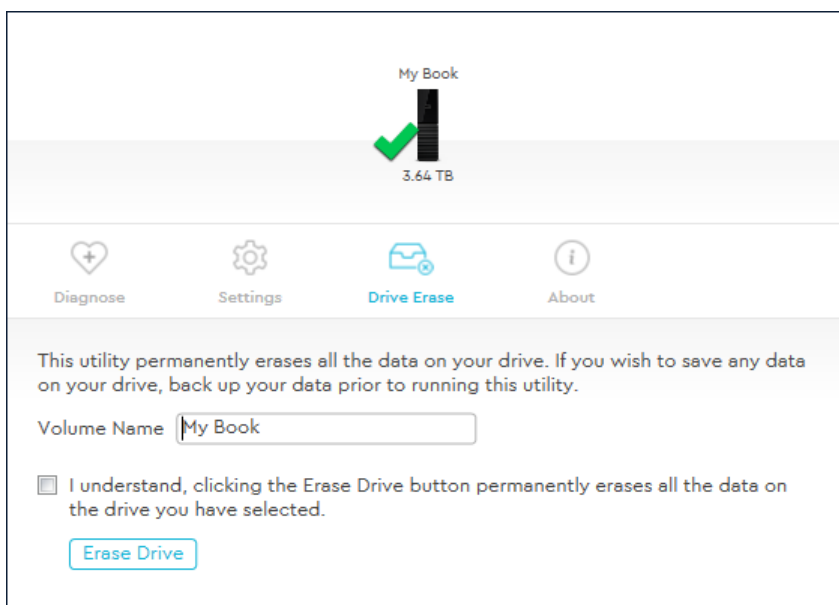 My Book
3.64 TB
Diagnose
Settings
Drive Erase
About
This utility permanently erases all the data on your drive. If you wish to save any data
on your drive, back up your data prior to running this utility.
Volume Name My Book
I understand, clicking the Erase Drive button permanently erases all the data on
the drive you have selected.
Erase Drive